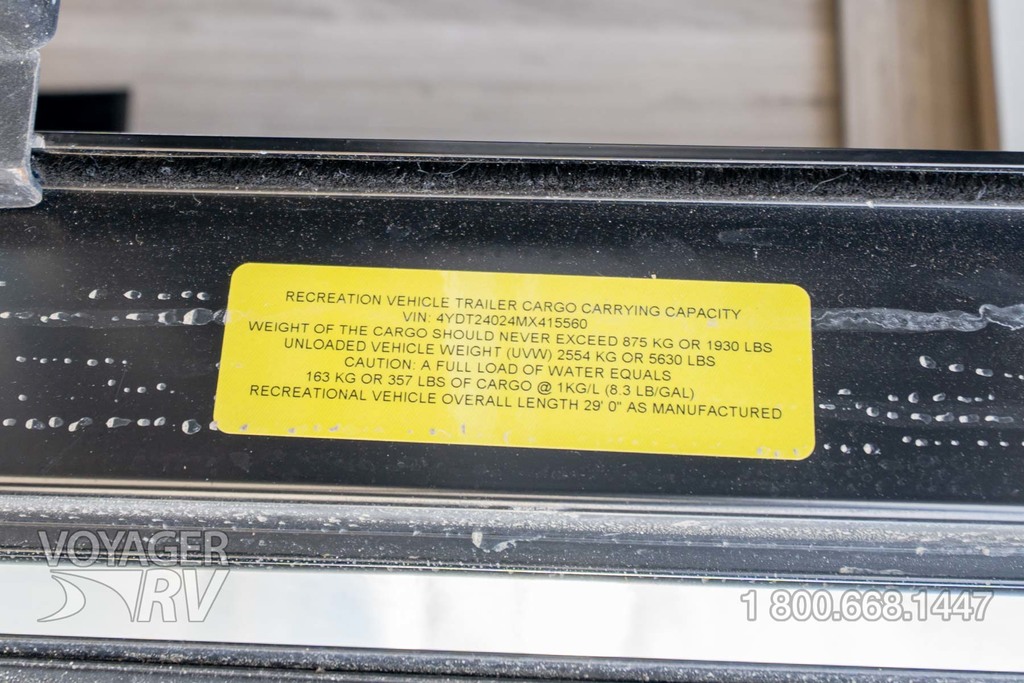 RECREATION VEHICLE TRAILER CARGO CARRYING CAPACITY
VIN: 4YDT24024MX415560
WEIGHT OF THE CARGO SHOULD NEVER EXCEED 875 KG OR 1930 LBS
UNLOADED VEHICLE WEIGHT (UVW) 2554 KG OR 5630 LBS
CAUTION: A FULL LOAD OF WATER EQUALS
163 KG OR 357 LBS OF CARGO @ 1KG/L (8.3 LB/GAL)
RECREATIONAL VEHICLE OVERALL LENGTH 29' 0" AS MANUFACTURED
VOYAGER
RV
1 800.668.1447